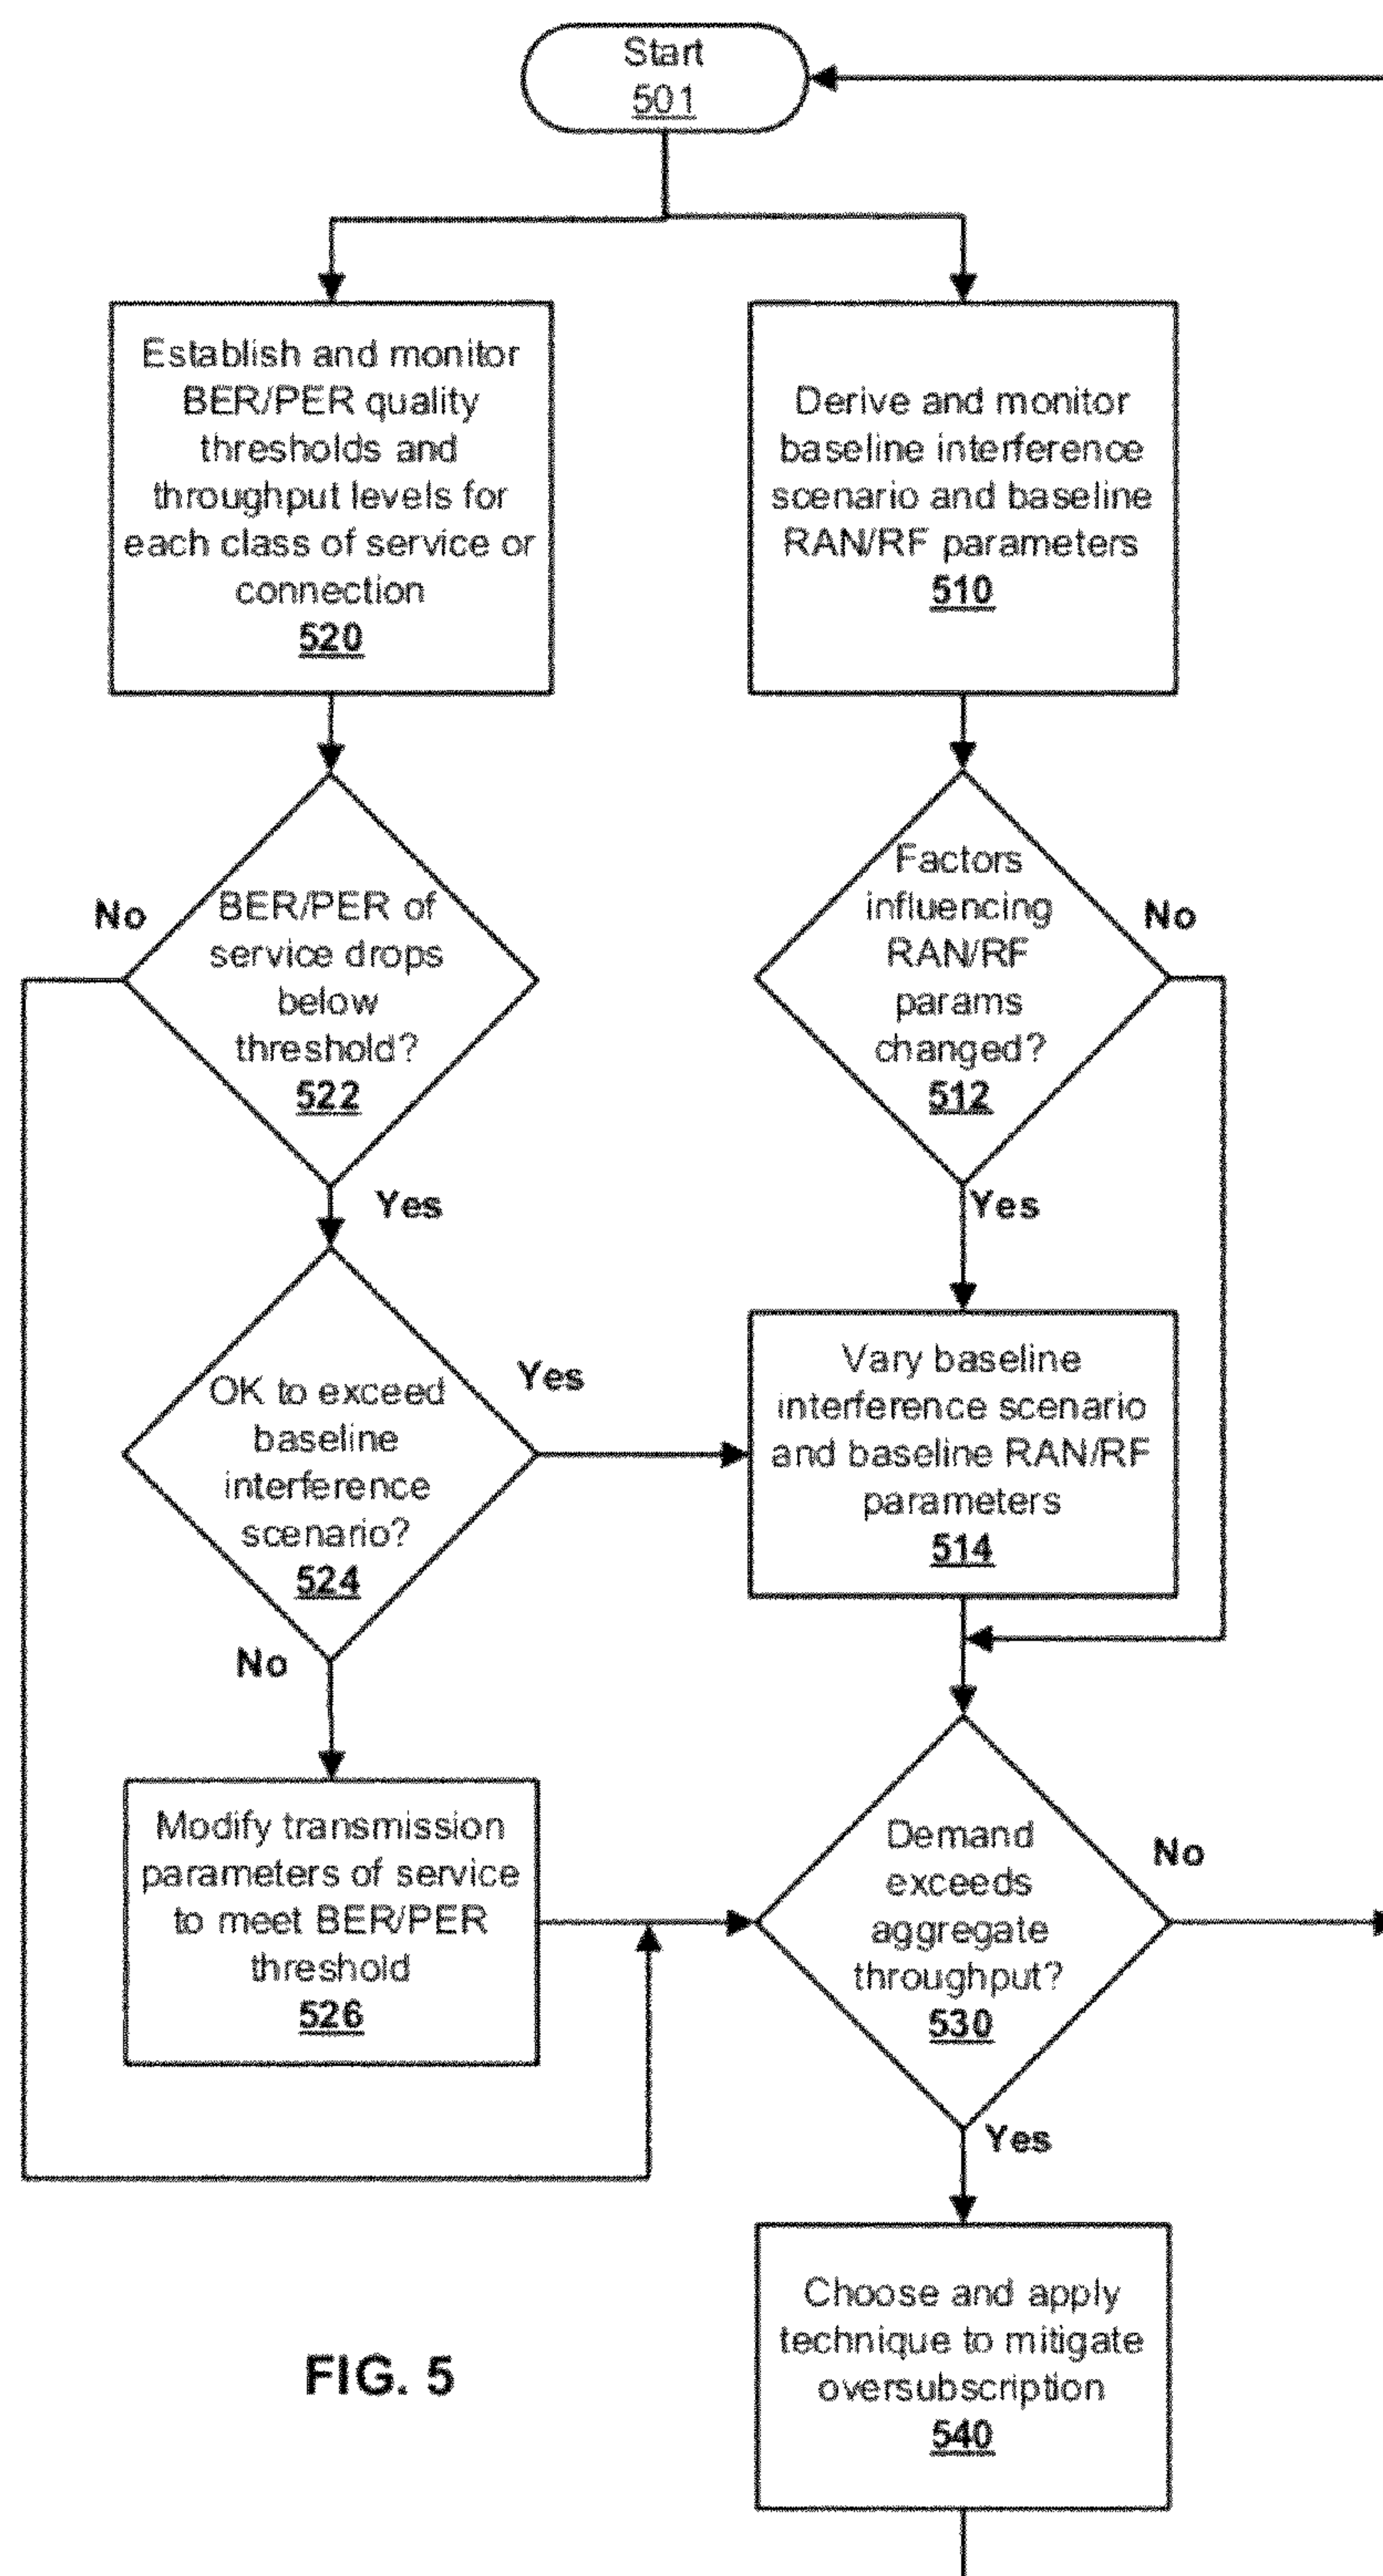 Start
501
Establish and monitor
BER/PER quality
thresholds and
throughput levels for
each class of service or
connection
520
Derive and monitor
baseline interference
scenario and baseline
RAN/RF parameters
510
No
BER/PER of
service drops
below
threshold?
522
Yes
Factors
influencing
RAN/RF
params
changed?
512
No
Yes
OK to exceed
baseline
interference
scenario?
524
Yes
No
Vary baseline
interference scenario
and baseline RAN/RF
parameters
514
Modify transmission
parameters of service
to meet BER/PER
threshold
526
Demand
exceeds
aggregate
throughput?
530
No
Yes
Choose and apply
technique to mitigate
oversubscription
540
FIG. 5